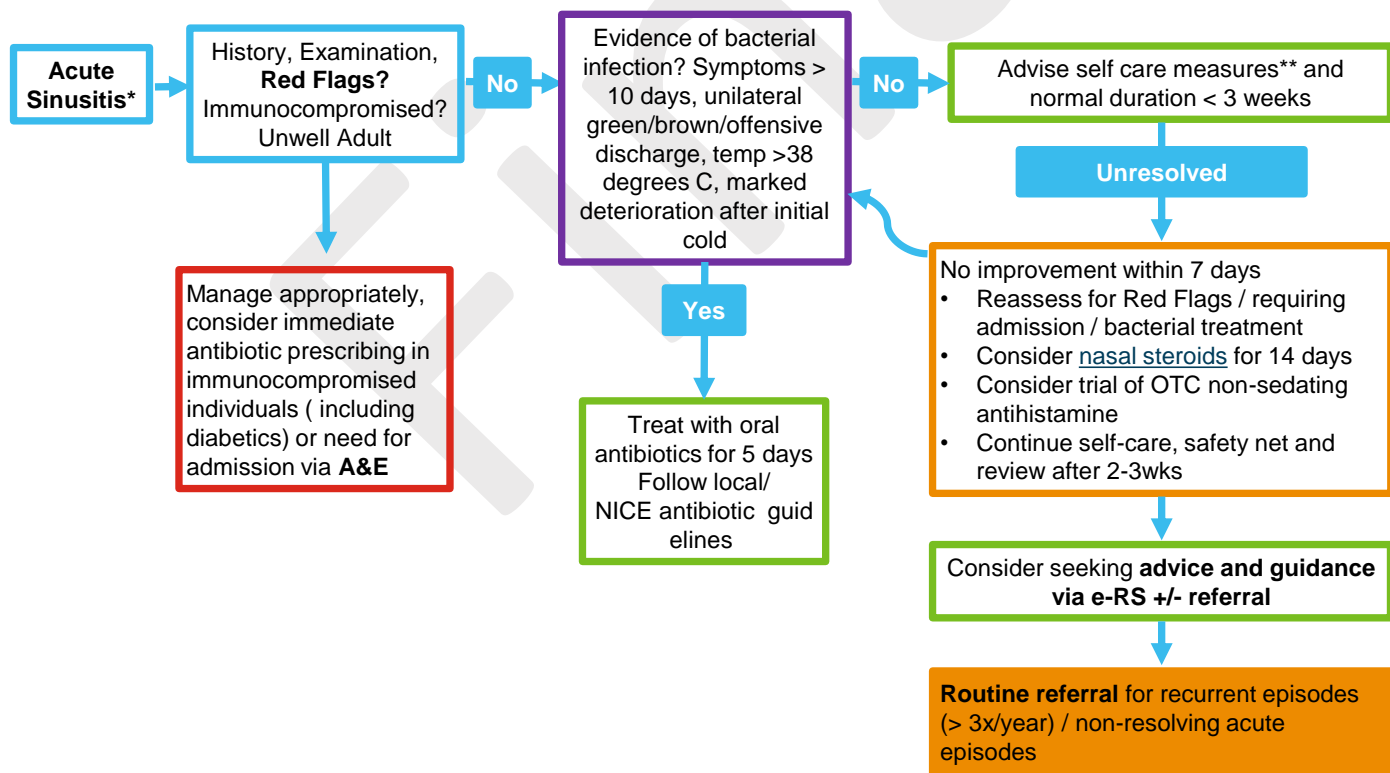 Acute
Sinusitis*
History, Examination,
Red Flags?
Immunocompromised?
Unwell Adult
No
Evidence of bacterial
infection? Symptoms >
10 days, unilateral
green/brown/offensive
discharge, temp >38
degrees C, marked
deterioration after initial
cold
No
Advise self care measures** and
normal duration < 3 weeks
Unresolved
Manage appropriately,
consider immediate
antibiotic prescribing in
immunocompromised
individuals ( including
diabetics) or need for
admission via A&E
Yes
Treat with oral
antibiotics for 5 days
Follow local/
NICE antibiotic guid
elines
No improvement within 7 days
• Reassess for Red Flags / requiring
admission / bacterial treatment
• Consider nasal steroids for 14 days
• Consider trial of OTC non-sedating
antihistamine
• Continue self-care, safety net and
review after 2-3wks
Consider seeking advice and guidance
via e-RS +/- referral
Routine referral for recurrent episodes
(> 3x/year) / non-resolving acute
episodes